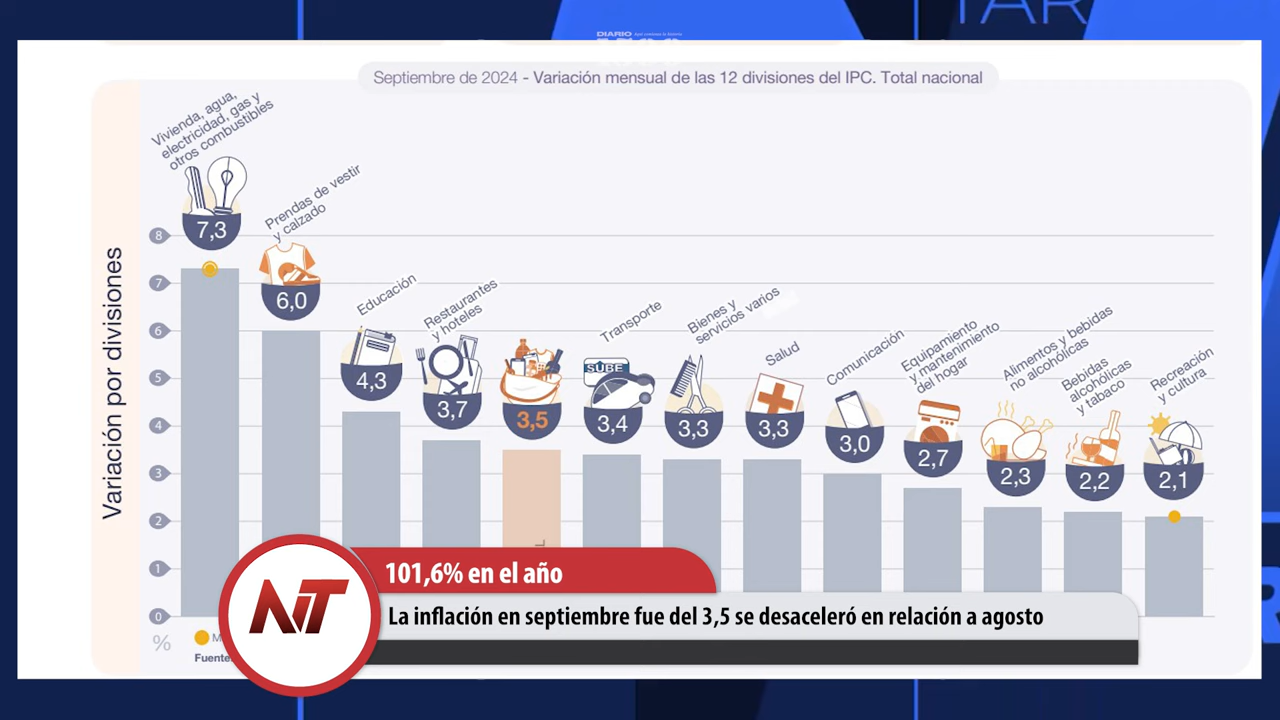 TAR
DIARIO
Septiembre de 2024 - Variación mensual de las 12 divisiones del IPC. Total nacional
Variación por divisiones
Vivienda, agua,
electricidad, gas y
otros combustibles
7,3
Prendas de vestir
y calzado
6,0
Educación
4,3
Restaurantes
y hoteles
3,7
3,5
Transporte
SUBE
3,4
Bienes y
servicios varios
3,3
Salud
3,3
Comunicación
3,0
Equipamiento
y mantenimiento
del hogar
2,7
Alimentos y bebidas
no alcohólicas
2,3
Bebidas
alcohólicas
y tabaco
2,2
Recreación
y cultura
2,1
8
7
6
5
4
3
2
1
0
%
M
Fuente
NT
101,6% en el año
La inflación en septiembre fue del 3,5 se desaceleró en relación a agosto